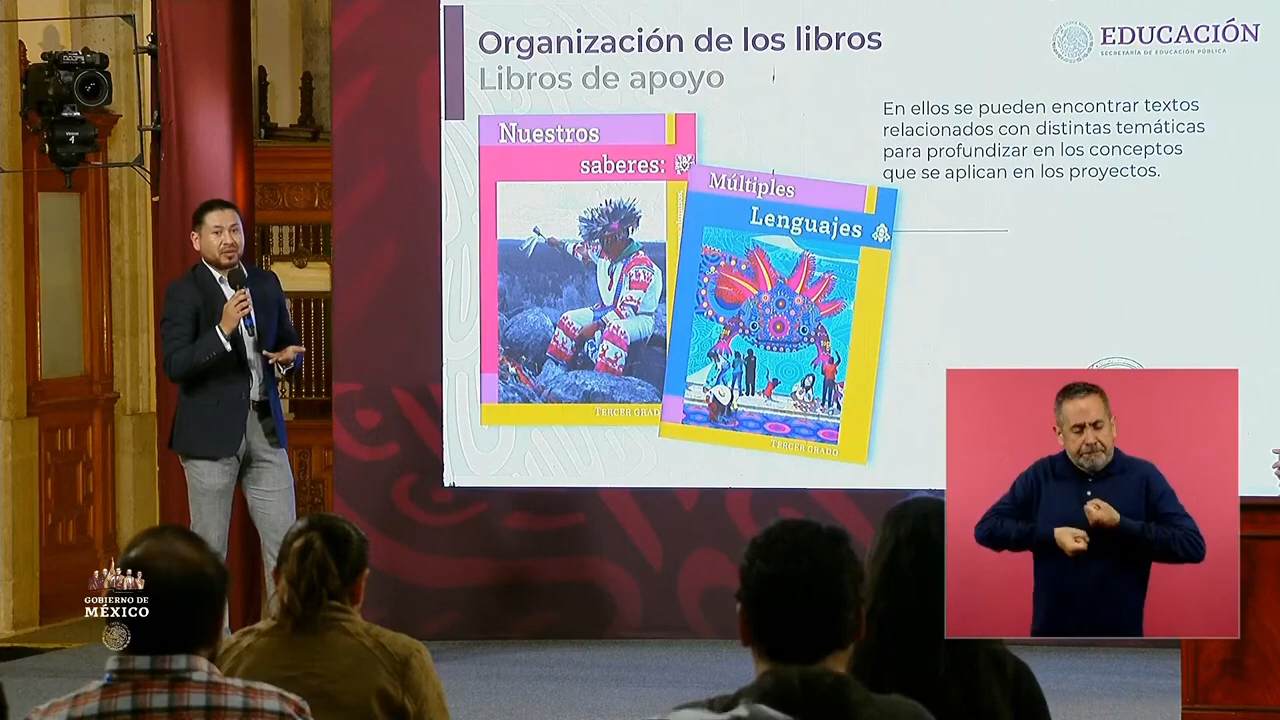 Organización de los libros
Libros de apoyo
EDUCACIÓN
SECRETARÍA DE EDUCACIÓN PÚBLICA
En ellos se pueden encontrar textos
relacionados con distintas temáticas
para profundizar en los conceptos
que se aplican en los proyectos.
Nuestros
saberes:
TERCER GRADO
Múltiples
Lenguajes
TERCER GRADO
GOBIERNO DE
MÉXICO